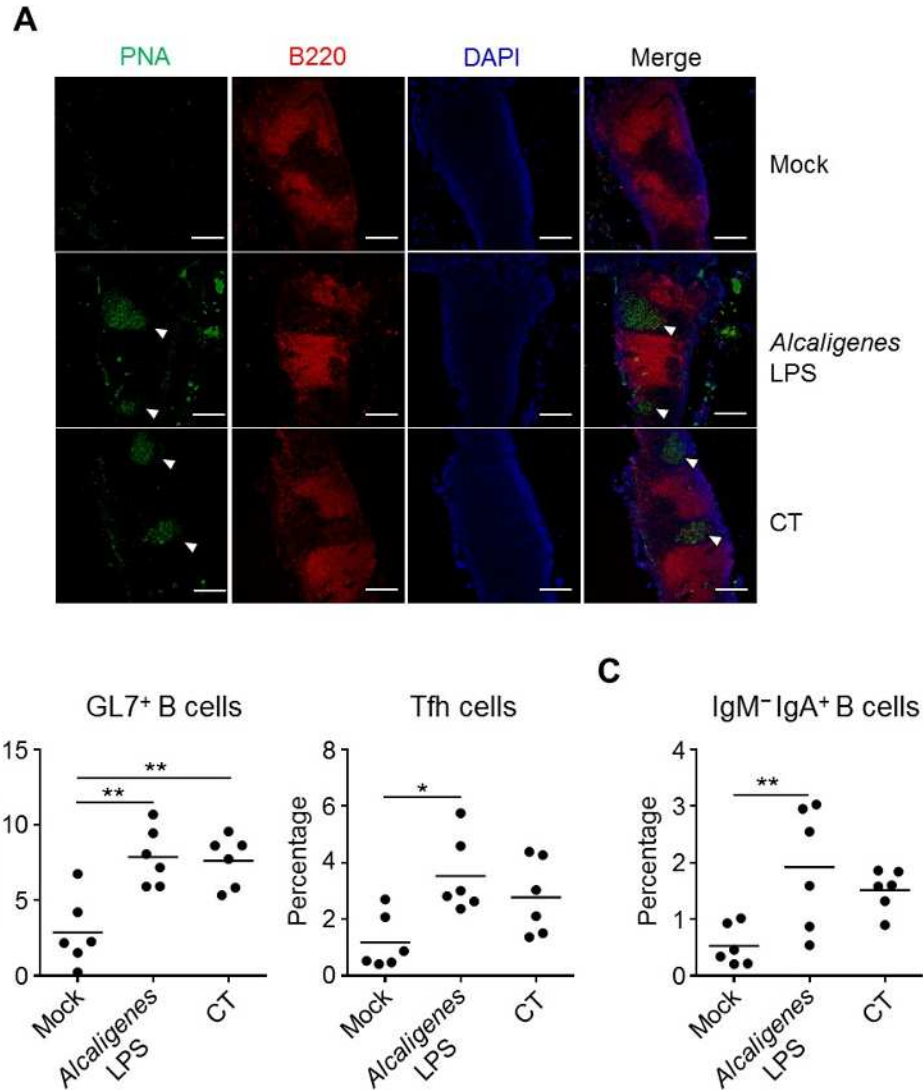 A
PNA B220 DAPI Merge
Mock
Alcaligenes
LPS
CT
GL7⁺ B cells
15
10
5
0
**
**
Mock
Alcaligenes
LPS
CT
Tfh cells
Percentage
8
6
4
2
0
*
Mock
Alcaligenes
LPS
CT
C
IgM⁻ IgA⁺ B cells
Percentage
4
3
2
1
0
**
Mock
Alcaligenes
LPS
CT